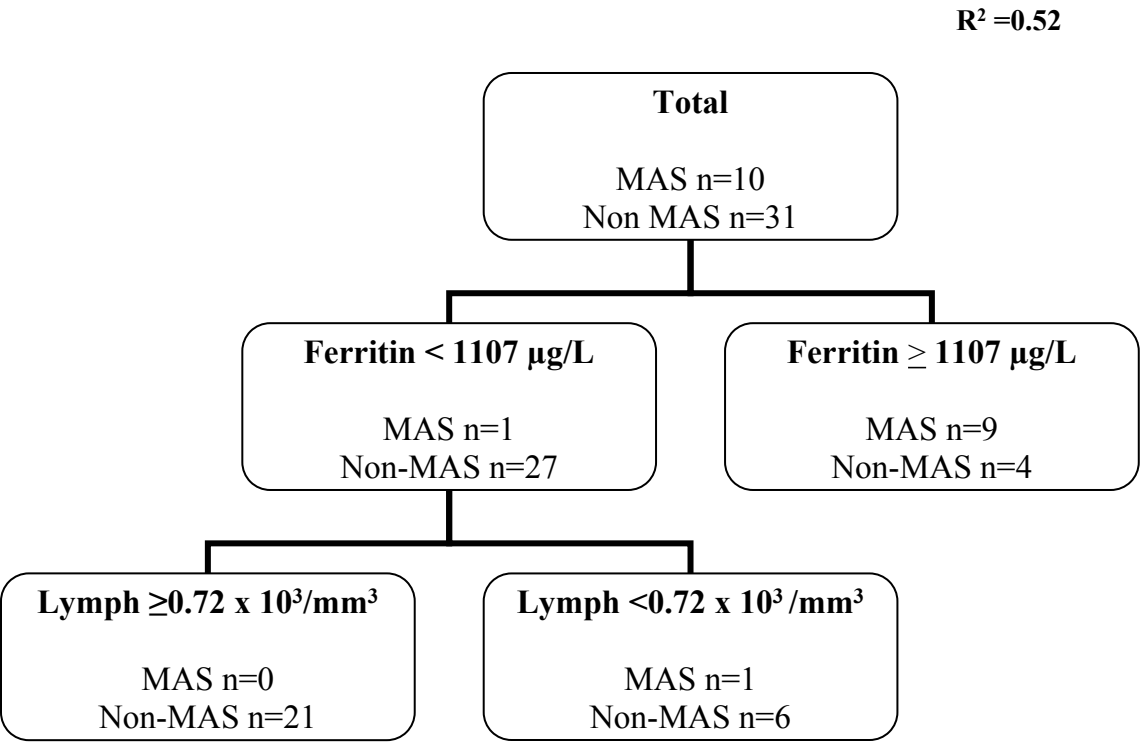 R² =0.52
Total
MAS n=10
Non MAS n=31
Ferritin < 1107 µg/L
MAS n=1
Non-MAS n=27
Ferritin ≥ 1107 µg/L
MAS n=9
Non-MAS n=4
Lymph ≥0.72 x 10³/mm³
MAS n=0
Non-MAS n=21
Lymph <0.72 x 10³ /mm³
MAS n=1
Non-MAS n=6